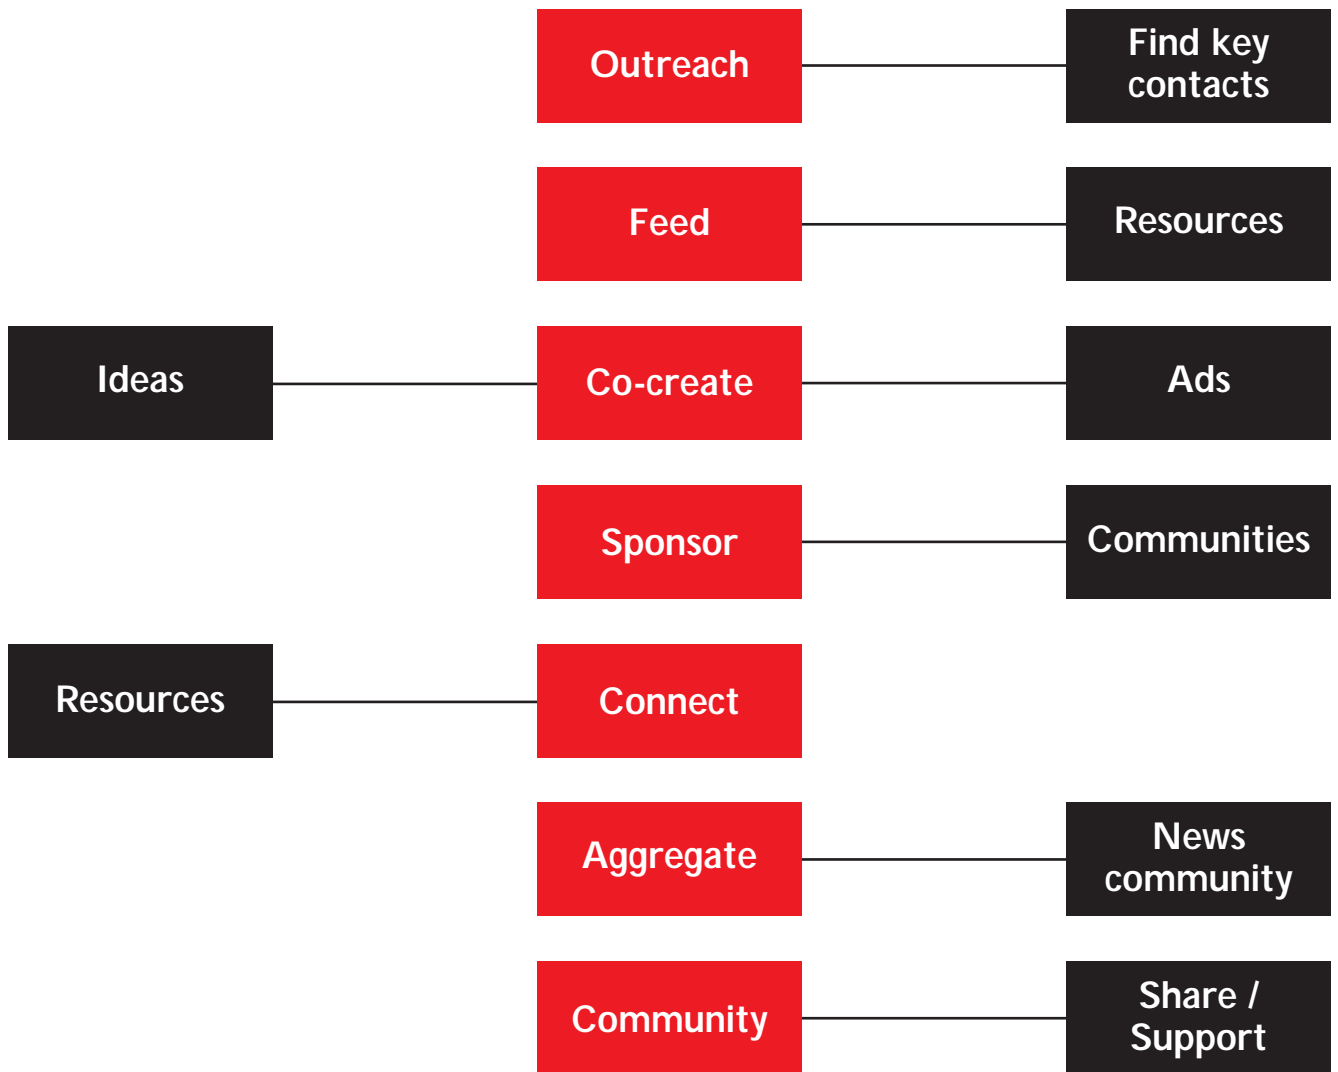 Outreach
Find key
contacts
Feed
Resources
Ideas
Co-create
Ads
Sponsor
Communities
Resources
Connect
Aggregate
News
community
Community
Share /
Support